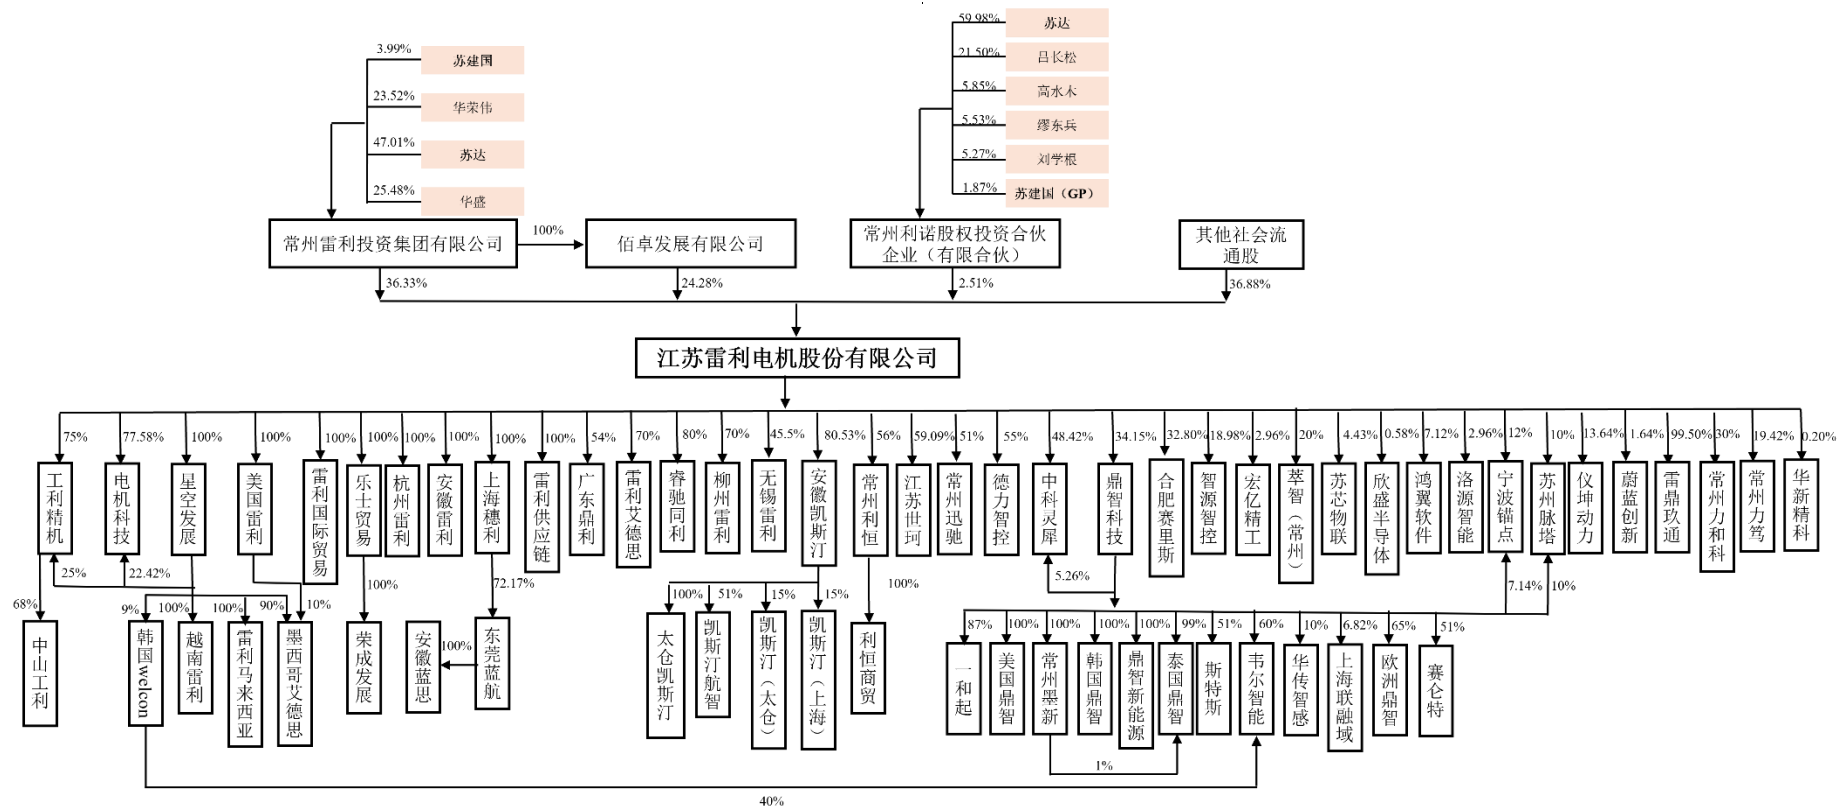 59.98%
苏达
3.99%
苏建国
21.50%
吕长松
23.52%
华荣伟
5.85%
高水木
5.53%
缪东兵
47.01%
苏达
5.27%
刘学根
25.48%
华盛
1.87%
苏建国（GP）
常州雷利投资集团有限公司
100%
佰卓发展有限公司
常州利诺股权投资合伙
企业（有限合伙）
其他社会流
通股
36.33%
24.28%
2.51%
36.88%
江苏雷利电机股份有限公司
75%
77.58%
100%
100%
100%
100%
100%
100%
100%
100%
54%
70%
80%
70%
45.5%
80.53%
56%
59.09%
51%
55%
48.42%
34.15%
32.80%
18.98%
2.96%
20%
4.43%
0.58%
7.12%
2.96%
12%
10%
13.64%
1.64%
99.50%
30%
19.42%
0.20%
工利精机
电机科技
星空发展
美国雷利
雷利国际贸易
乐士贸易
杭州雷利
安徽雷利
上海穗利
雷利供应链
广东鼎利
雷利艾德思
睿驰同利
柳州雷利
无锡雷利
安徽凯斯汀
常州利恒
江苏世珂
常州迅驰
德力智控
中科灵犀
鼎智科技
合肥赛里斯
智源智控
宏亿精工
萃智（常州）
苏芯物联
欣盛半导体
鸿翼软件
洛源智能
宁波锚点
苏州脉塔
仪坤动力
蔚蓝创新
雷鼎玖通
常州力和科
常州力笃
华新精科
25%
22.42%
100%
72.17%
100%
5.26%
7.14%
10%
68%
9%
100%
100%
90%
10%
100%
100%
51%
15%
15%
87%
100%
100%
100%
100%
99%
51%
60%
10%
6.82%
65%
51%
中山工利
韩国welcon
越南雷利
雷利马来西亚
墨西哥艾德思
荣成发展
安徽蓝思
东莞蓝航
太仓凯斯汀
凯斯汀航智
凯斯汀（太仓）
凯斯汀（上海）
利恒商贸
一和起
美国鼎智
常州墨新
韩国鼎智
鼎智新能源
泰国鼎智
斯特斯
韦尔智能
华传智感
上海联融域
欧洲鼎智
赛仑特
1%
40%